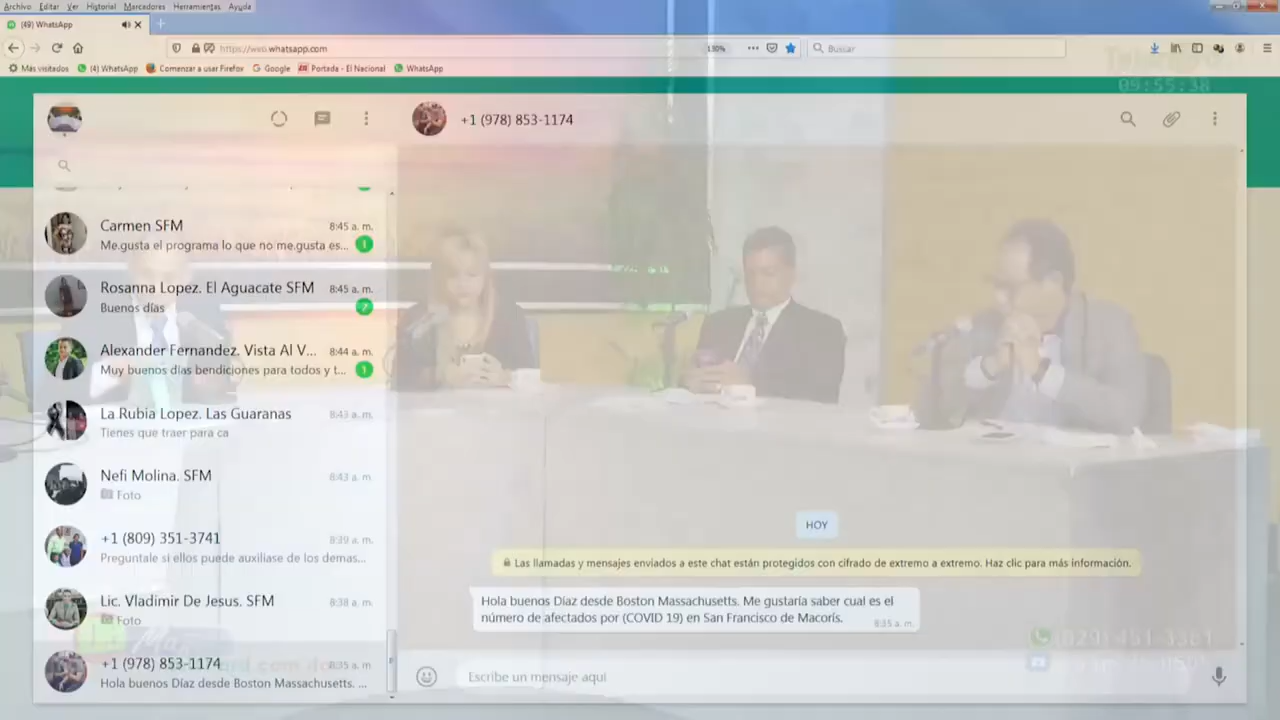 Archivo Editar Ver Historial Marcadores Herramientas Ayuda
(49) WhatsApp
https://web.whatsapp.com
130%
Buscar
Más visitados (4) WhatsApp Comenzar a usar Firefox Google Portada - El Nacional WhatsApp
09:55:38
+1 (978) 853-1174
Carmen SFM 8:45 a. m.
Me.gusta el programa lo que no me.gusta es... 1
Rosanna Lopez. El Aguacate SFM 8:45 a. m.
Buenos días 2
Alexander Fernandez. Vista Al V... 8:44 a. m.
Muy buenos días bendiciones para todos y t... 1
La Rubia Lopez. Las Guaranas 8:43 a. m.
Tienes que traer para ca
Nefi Molina. SFM 8:43 a. m.
Foto
+1 (809) 351-3741 8:39 a. m.
Preguntale si ellos puede auxiliase de los demas...
Lic. Vladimir De Jesus. SFM 8:38 a. m.
Foto
+1 (978) 853-1174 8:35 a. m
Hola buenos Díaz desde Boston Massachusetts. ...
HOY
Las llamadas y mensajes enviados a este chat están protegidos con cifrado de extremo a extremo. Haz clic para más información.
Hola buenos Díaz desde Boston Massachusetts. Me gustaría saber cual es el
número de afectados por (COVID 19) en San Francisco de Macorís.
8:35 a. m.
Escribe un mensaje aquí